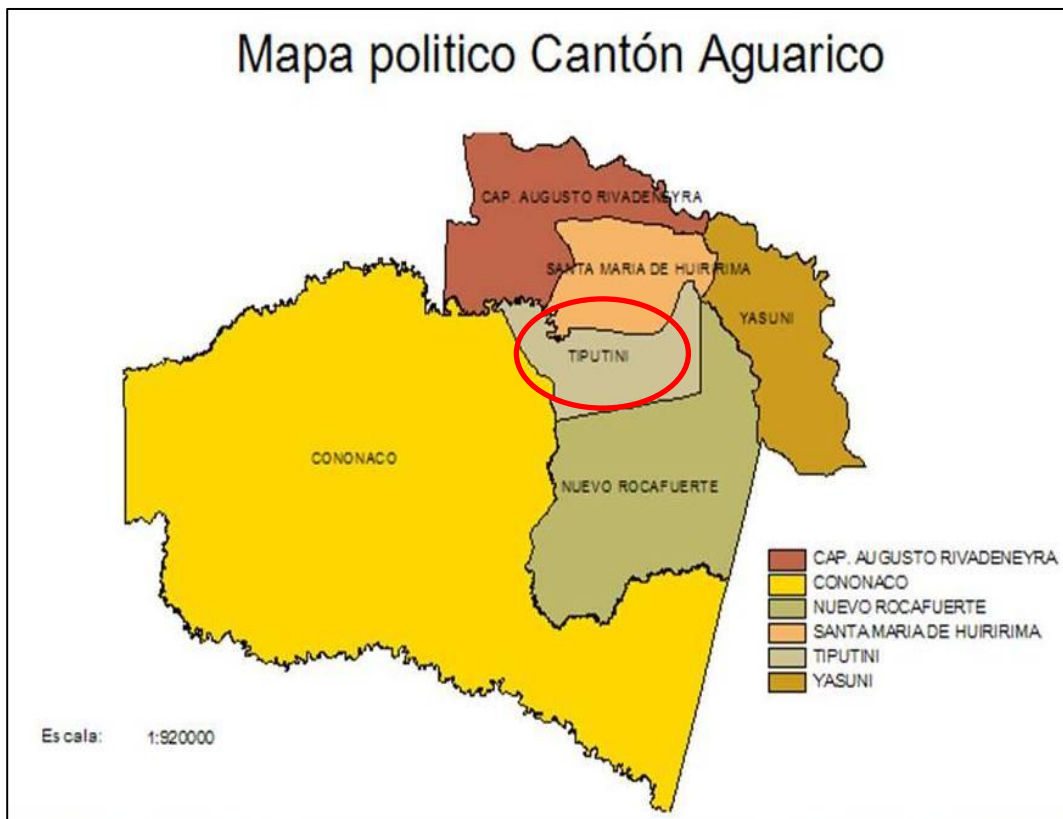 Mapa politico Cantón Aguarico
CAP. AUGUSTO RIVADENEYRA
SANTA MARIA DE HUIRIRIMA
YASUNI
TIPUTINI
CONONACO
NUEVO ROCAFUERTE
CAP. AUGUSTO RIVADENEYRA
CONONACO
NUEVO ROCAFUERTE
SANTA MARIA DE HUIRIRIMA
TIPUTINI
YASUNI
Escala: 1:920000